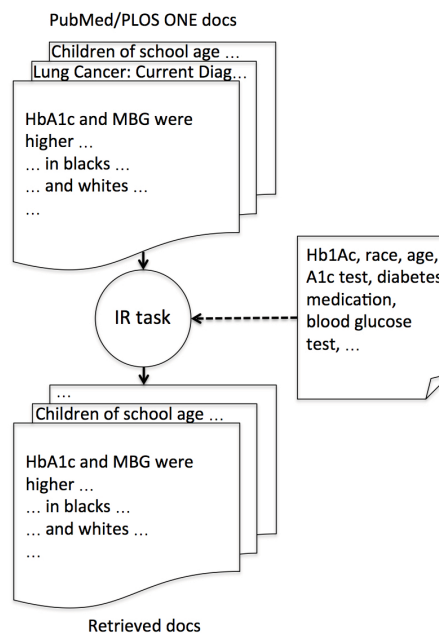 PubMed/PLOS ONE docs
Children of school age ...
Lung Cancer: Current Diag...
HbA1c and MBG were
higher ...
... in blacks ...
... and whites ...
...
Hb1Ac, race, age,
A1c test, diabetes
medication,
blood glucose
test, ...
IR task
...
Children of school age ...
HbA1c and MBG were
higher ...
... in blacks ...
... and whites ...
...
Retrieved docs